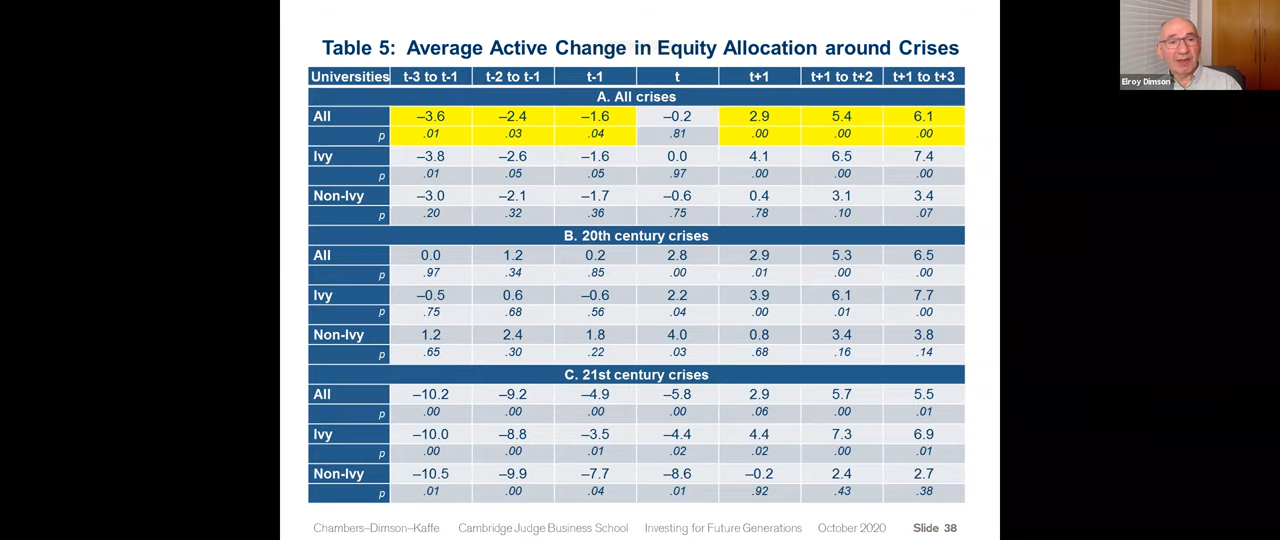 Table 5: Average Active Change in Equity Allocation around Crises
Universities t-3 to t-1 t-2 to t-1 t-1 t t+1 t+1 to t+2 t+1 to t+3
A. All crises
All –3.6 –2.4 –1.6 –0.2 2.9 5.4 6.1
p .01 .03 .04 .81 .00 .00 .00
Ivy –3.8 –2.6 –1.6 0.0 4.1 6.5 7.4
p .01 .05 .05 .97 .00 .00 .00
Non-Ivy –3.0 –2.1 –1.7 –0.6 0.4 3.1 3.4
p .20 .32 .36 .75 .78 .10 .07
B. 20th century crises
All 0.0 1.2 0.2 2.8 2.9 5.3 6.5
p .97 .34 .85 .00 .01 .00 .00
Ivy –0.5 0.6 –0.6 2.2 3.9 6.1 7.7
p .75 .68 .56 .04 .00 .01 .00
Non-Ivy 1.2 2.4 1.8 4.0 0.8 3.4 3.8
p .65 .30 .22 .03 .68 .16 .14
C. 21st century crises
All –10.2 –9.2 –4.9 –5.8 2.9 5.7 5.5
p .00 .00 .00 .00 .06 .00 .01
Ivy –10.0 –8.8 –3.5 –4.4 4.4 7.3 6.9
p .00 .00 .01 .02 .02 .00 .01
Non-Ivy –10.5 –9.9 –7.7 –8.6 –0.2 2.4 2.7
p .01 .00 .04 .01 .92 .43 .38
Chambers–Dimson–Kaffe Cambridge Judge Business School Investing for Future Generations October 2020 Slide 38
Elroy Dimson